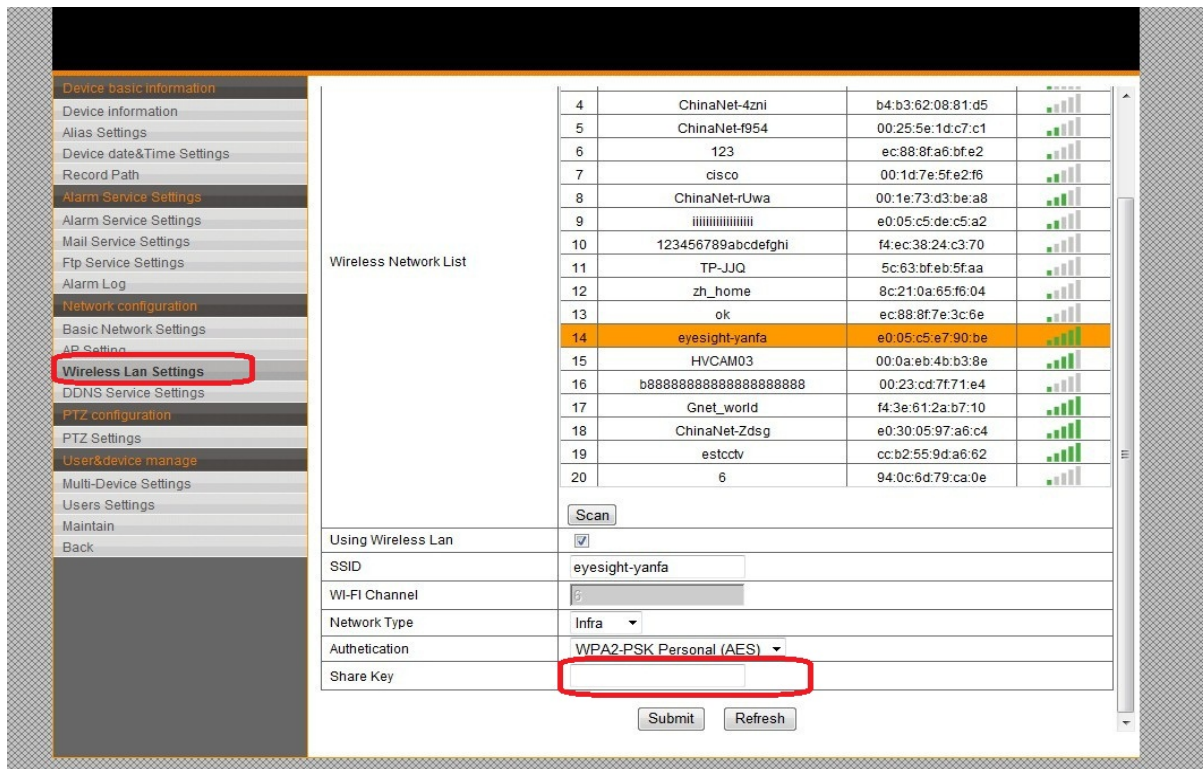 Device basic information
Device information
Alias Settings
Device date&Time Settings
Record Path
Alarm Service Settings
Alarm Service Settings
Mail Service Settings
Ftp Service Settings
Alarm Log
Network configuration
Basic Network Settings
AP Setting
Wireless Lan Settings
DDNS Service Settings
PTZ configuration
PTZ Settings
User&device manage
Multi-Device Settings
Users Settings
Maintain
Back
Wireless Network List
4 ChinaNet-4zni b4:b3:62:08:81:d5
5 ChinaNet-f954 00:25:5e:1d:c7:c1
6 123 ec:88:8f:a6:bf:e2
7 cisco 00:1d:7e:5f:e2:f6
8 ChinaNet-rUwa 00:1e:73:d3:be:a8
9 e0:05:c5:de:c5:a2
10 123456789abcdefghi f4:ec:38:24:c3:70
11 TP-JJQ 5c:63:bf:eb:5f:aa
12 zh_home 8c:21:0a:65:f6:04
13 ok ec:88:8f:7e:3c:6e
14 eyesight-yanfa e0:05:c5:e7:90:be
15 HVCAM03 00:0a:eb:4b:b3:8e
16 00:23:cd:7f:71:e4
17 Gnet_world f4:3e:61:2a:b7:10
18 ChinaNet-Zdsg e0:30:05:97:a6:c4
19 estcctv cc:b2:55:9d:a6:62
20 6 94:0c:6d:79:ca:0e
Scan
Using Wireless Lan
SSID eyesight-yanfa
WI-FI Channel 6
Network Type Infra
Authetication WPA2-PSK Personal (AES)
Share Key
Submit Refresh